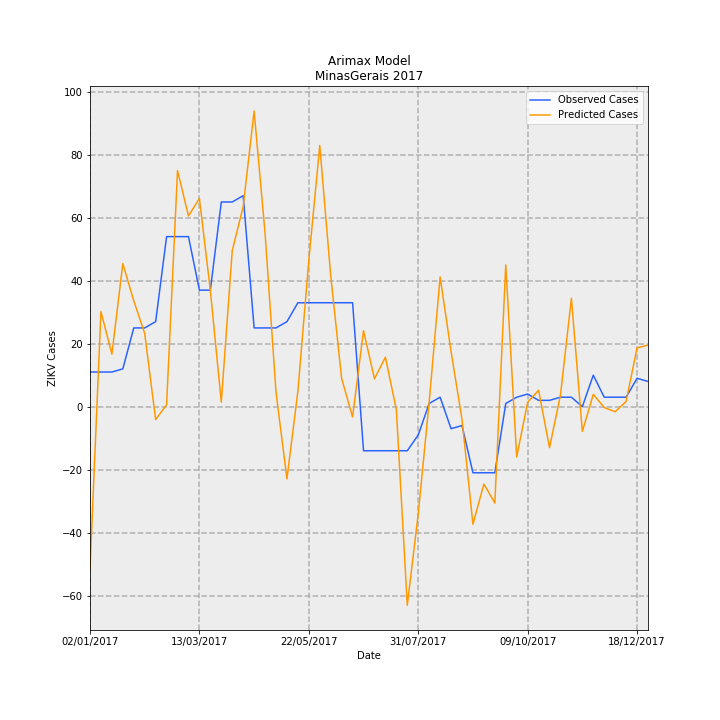 Arimax Model
MinasGerais 2017
Observed Cases
Predicted Cases
100
80
60
40
20
0
−20
−40
−60
ZIKV Cases
02/01/2017 13/03/2017 22/05/2017 31/07/2017 09/10/2017 18/12/2017
Date